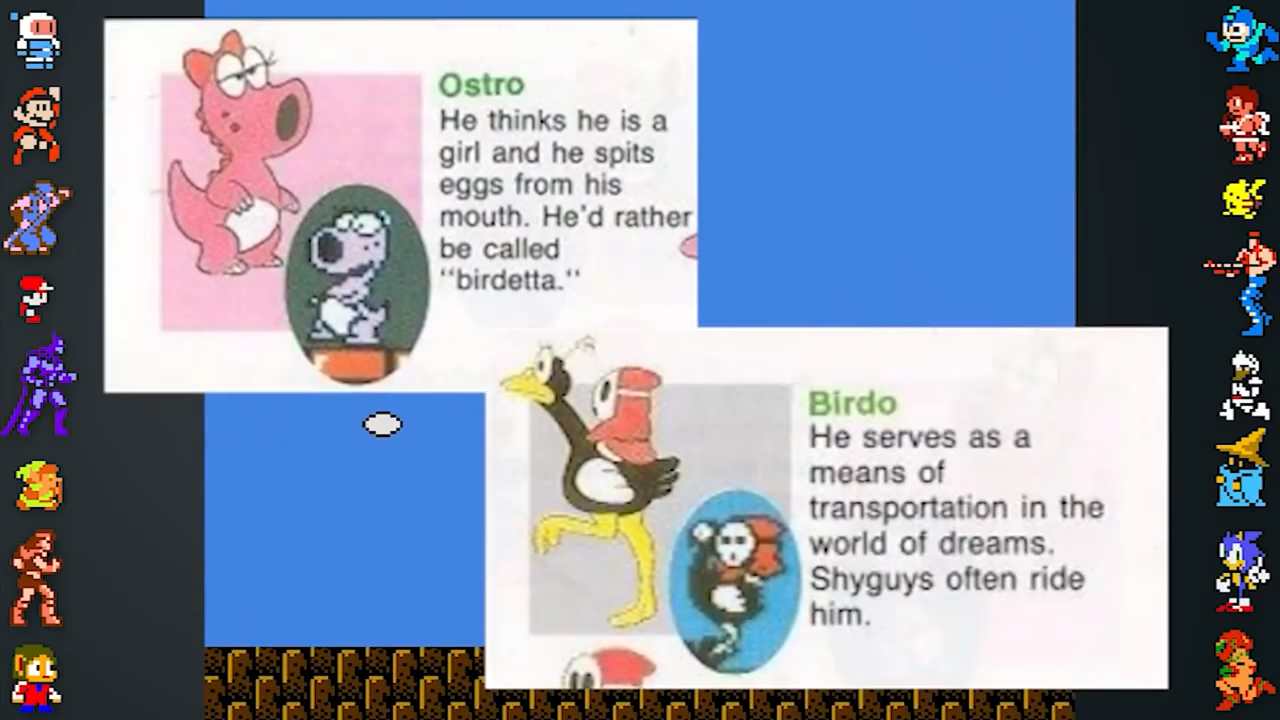 Ostro
He thinks he is a
girl and he spits
eggs from his
mouth. He'd rather
be called
"birdetta."
Birdo
He serves as a
means of
transportation in the
world of dreams.
Shyguys often ride
him.